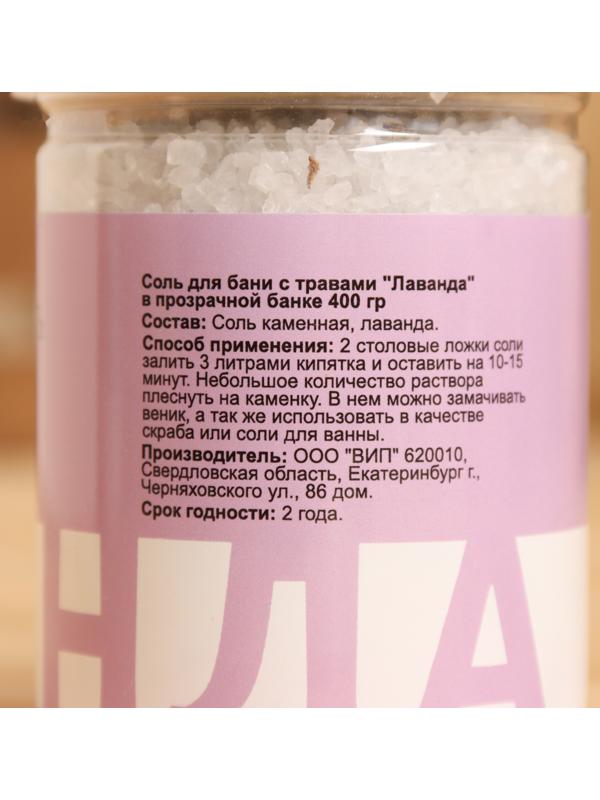 Соль для бани с травами "Лаванда"
в прозрачной банке 400 гр
Состав: Соль каменная, лаванда.
Способ применения: 2 столовые ложки соли
залить 3 литрами кипятка и оставить на 10-15
минут. Небольшое количество раствора
плеснуть на каменку. В нем можно замачивать
веник, а так же использовать в качестве
скраба или соли для ванны.
Производитель: ООО "ВИП" 620010,
Свердловская область, Екатеринбург г.,
Черняховского ул., 86 дом.
Срок годности: 2 года.
НДА